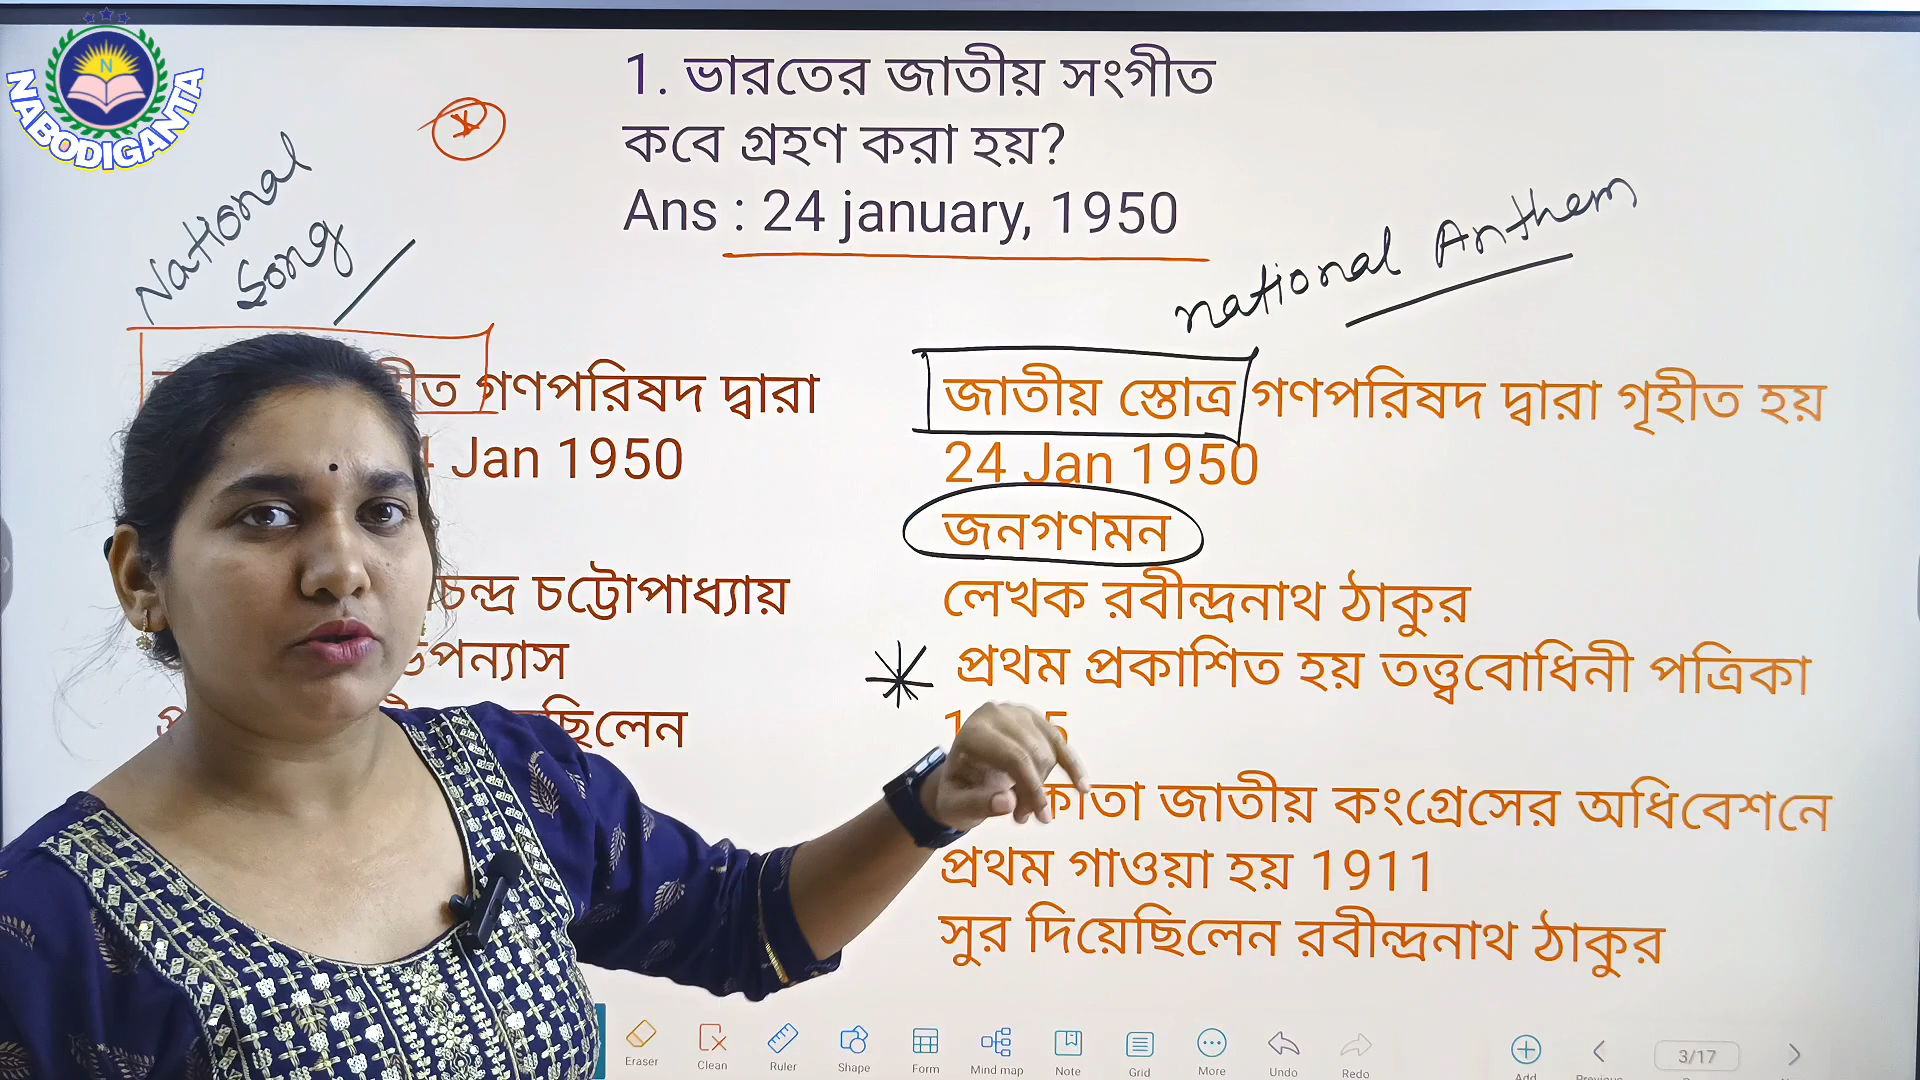 NABODIGANTA
N
1. ভারতের জাতীয় সংগীত
কবে গ্রহণ করা হয়?
Ans : 24 january, 1950
National
Song
national Anthem
গণপরিষদ দ্বারা
Jan 1950
চট্টোপাধ্যায়
জাতীয় স্তোত্র গণপরিষদ দ্বারা গৃহীত হয়
24 Jan 1950
জনগণমন
লেখক রবীন্দ্রনাথ ঠাকুর
প্রথম প্রকাশিত হয় তত্ত্ববোধিনী পত্রিকা
জাতীয় কংগ্রেসের অধিবেশনে
প্রথম গাওয়া হয় 1911
সুর দিয়েছিলেন রবীন্দ্রনাথ ঠাকুর
Eraser Clean Ruler Shape Form Mind map Note Grid More Undo Redo Add 3/17